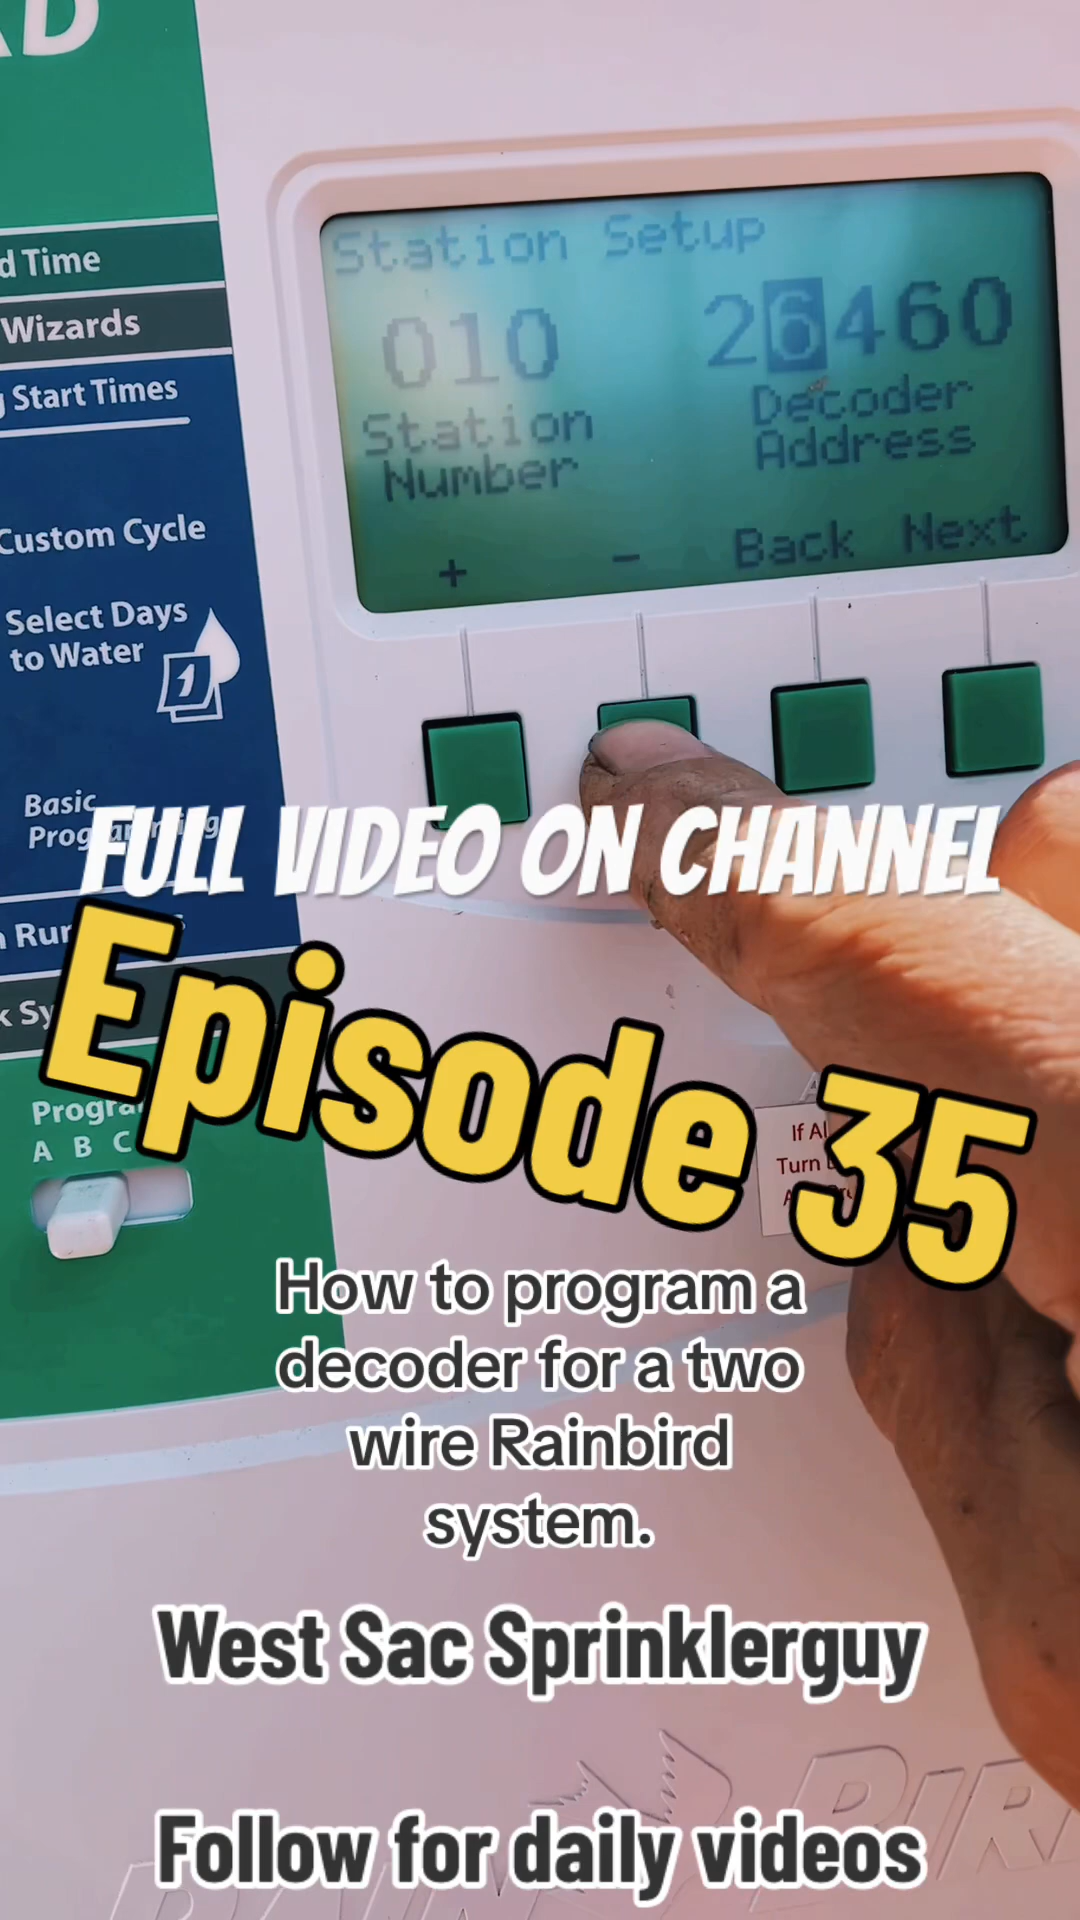 d Time
Wizards
Start Times
Custom Cycle
Select Days
to Water
1
Basic
Station Setup
010 26460
Station
Number
Decoder
Address
+ - Back Next
FULL VIDEO ON CHANNEL
Episode 35
A B C
If Al
Turn
How to program a
decoder for a two
wire Rainbird
system.
West Sac Sprinklerguy
Follow for daily videos